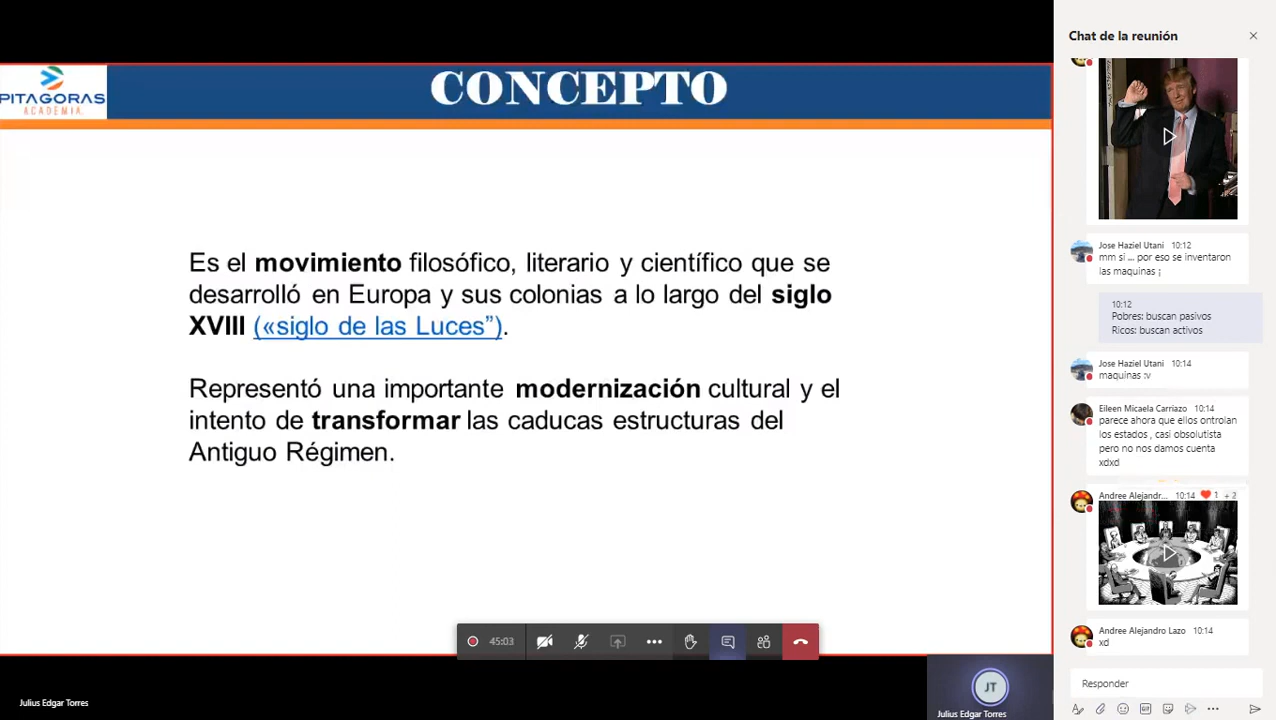 PITAGORAS
ACADEMIA
CONCEPTO
Es el movimiento filosófico, literario y científico que se
desarrolló en Europa y sus colonias a lo largo del siglo
XVIII («siglo de las Luces”).
Representó una importante modernización cultural y el
intento de transformar las caducas estructuras del
Antiguo Régimen.
45:03
JT
Julius Edgar Torres
Julius Edgar Torres
Chat de la reunión
Jose Haziel Utani 10:12
mm si ... por eso se inventaron
las maquinas ¡
10:12
Pobres: buscan pasivos
Ricos: buscan activos
Jose Haziel Utani 10:14
maquinas :v
Eileen Micaela Carriazo 10:14
parece ahora que ellos ontrolan
los estados , casi obsolutista
pero no nos damos cuenta
xdxd
Andree Alejandr... 10:14 1 + 2
Andree Alejandro Lazo 10:14
xd
Responder
GIF